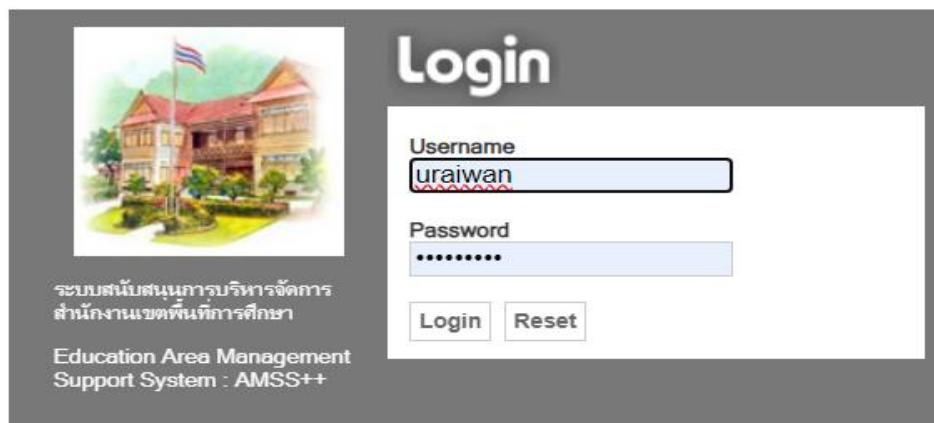 Login
Username
uraiwan
Password
•••••••••
Login Reset
ระบบสนับสนุนการบริหารจัดการ
สำนักงานเขตพื้นที่การศึกษา
Education Area Management
Support System : AMSS++